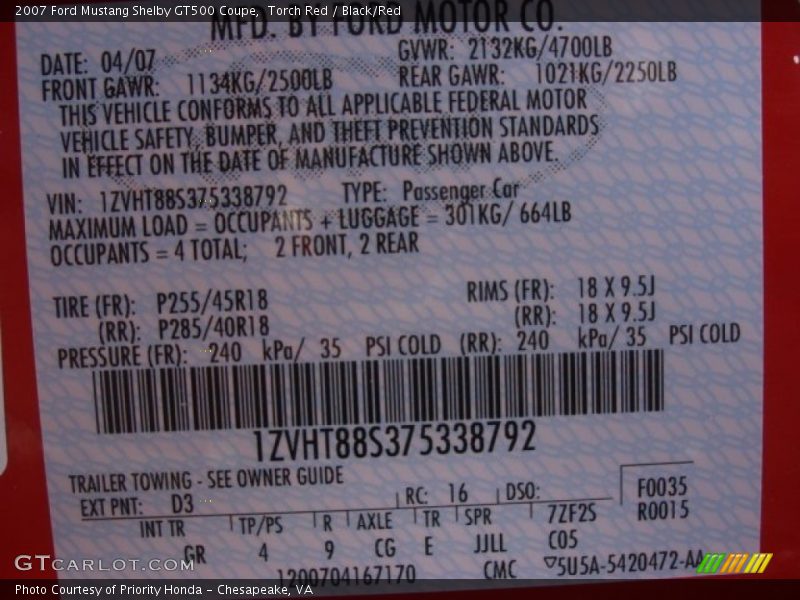 2007 Ford Mustang Shelby GT500 Coupe, Torch Red / Black/Red
MFD. BY FORD MOTOR CO.
DATE: 04/07 GVWR: 2132KG/4700LB
FRONT GAWR: 1134KG/2500LB REAR GAWR: 1021KG/2250LB
THIS VEHICLE CONFORMS TO ALL APPLICABLE FEDERAL MOTOR
VEHICLE SAFETY, BUMPER, AND THEFT PREVENTION STANDARDS
IN EFFECT ON THE DATE OF MANUFACTURE SHOWN ABOVE.
VIN: 1ZVHT88S375338792 TYPE: Passenger Car
MAXIMUM LOAD = OCCUPANTS + LUGGAGE = 301KG/ 664LB
OCCUPANTS = 4 TOTAL; 2 FRONT, 2 REAR
TIRE (FR): P255/45R18 RIMS (FR): 18 X 9.5J
(RR): P285/40R18 (RR): 18 X 9.5J
PRESSURE (FR): 240 kPa/ 35 PSI COLD (RR): 240 kPa/ 35 PSI COLD
1ZVHT88S375338792
TRAILER TOWING - SEE OWNER GUIDE
EXT PNT: D3 RC: 16 DSO: F0035
INT TR TP/PS R AXLE TR SPR 7ZF2S R0015
GR 4 9 CG E JJLL C05
1200704167170 CMC ▽5U5A-5420472-AA
GTCARLOT.COM
Photo Courtesy of Priority Honda - Chesapeake, VA